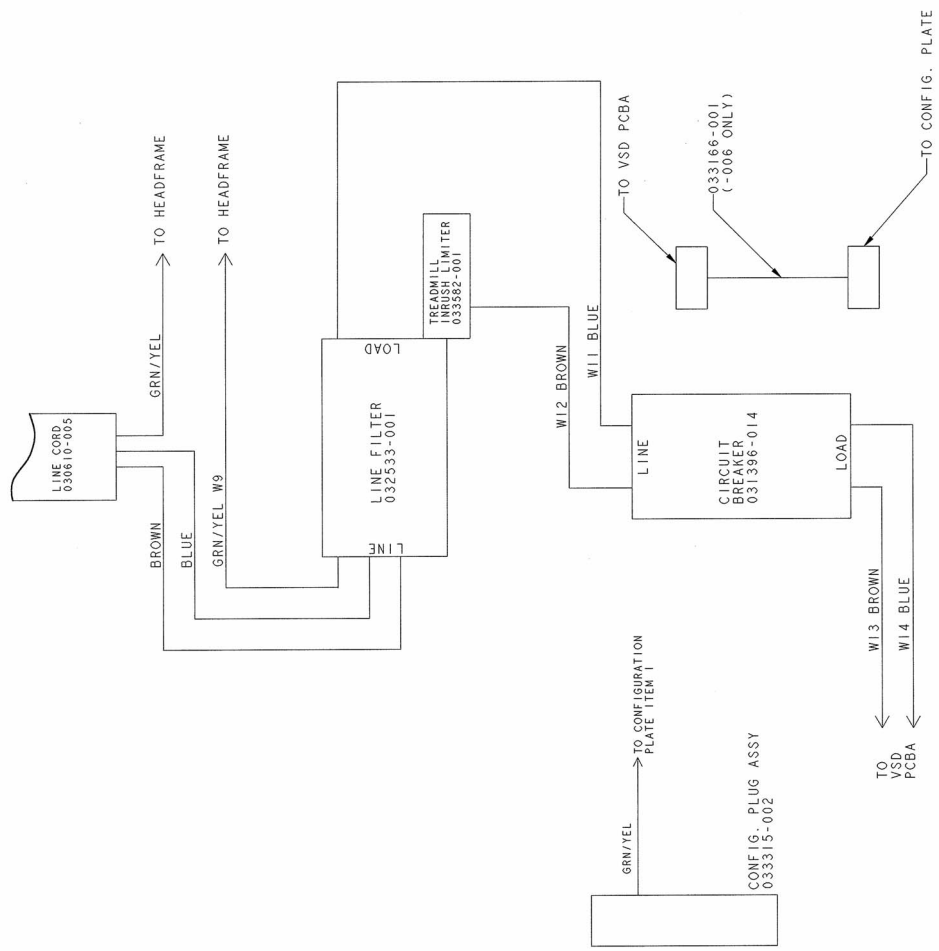 LINE CORD
030610-005
GRN/YEL
TO HEADFRAME
BROWN
BLUE
GRN/YEL W9
TO HEADFRAME
LINE
LINE FILTER
032533-001
LOAD
TREADMILL
INRUSH LIMITER
033582-001
W12 BROWN
W11 BLUE
LINE
CIRCUIT
BREAKER
031396-014
LOAD
W13 BROWN
W14 BLUE
TO
VSD
PCBA
TO VSD PCBA
033166-001
(-006 ONLY)
TO CONFIG. PLATE
GRN/YEL
TO CONFIGURATION
PLATE ITEM 1
CONFIG. PLUG ASSY
033315-002